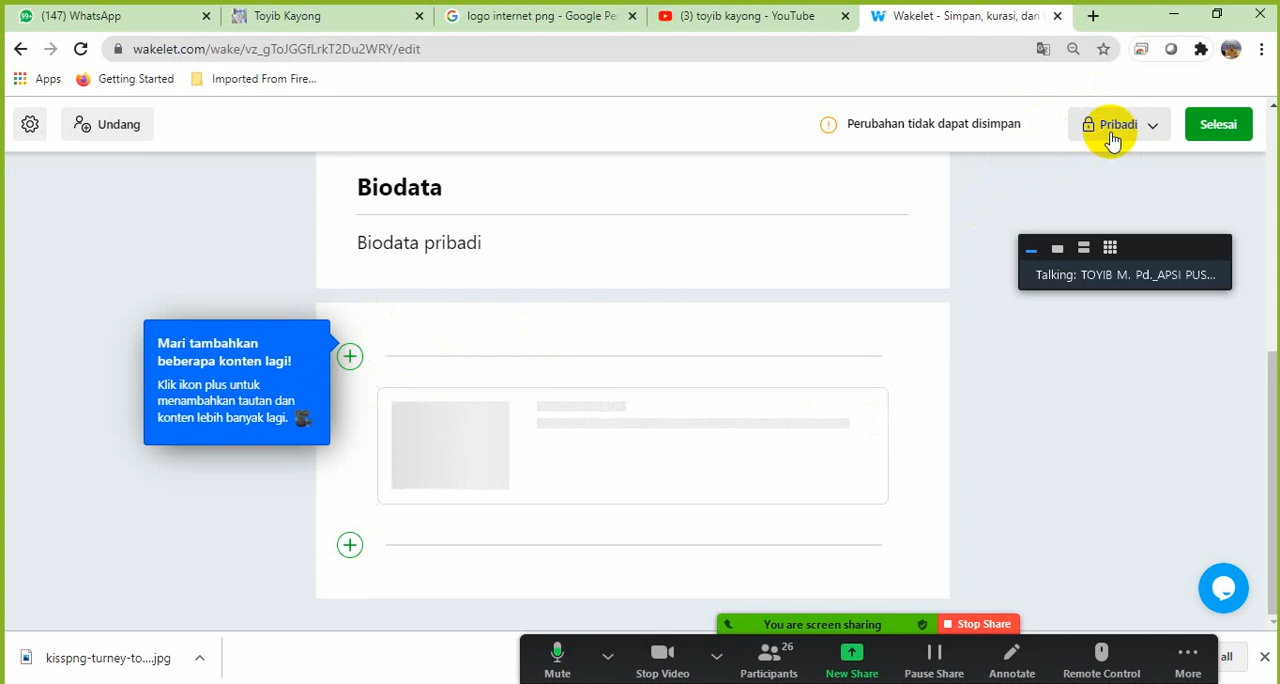 99+ (147) WhatsApp
Toyib Kayong
logo internet png - Google Pe
(3) toyib kayong - YouTube
Wakelet - Simpan, kurasi, dan
wakelet.com/wake/vz_gToJGGfLrkT2Du2WRY/edit
Apps
Getting Started
Imported From Fire...
Undang
Perubahan tidak dapat disimpan
Pribadi
Selesai
Biodata
Biodata pribadi
Talking: TOYIB M. Pd._APSI PUS...
Mari tambahkan
beberapa konten lagi!
Klik ikon plus untuk
menambahkan tautan dan
konten lebih banyak lagi.
You are screen sharing
Stop Share
kisspng-turney-to....jpg
Mute
Stop Video
26
Participants
New Share
Pause Share
Annotate
Remote Control
More
all